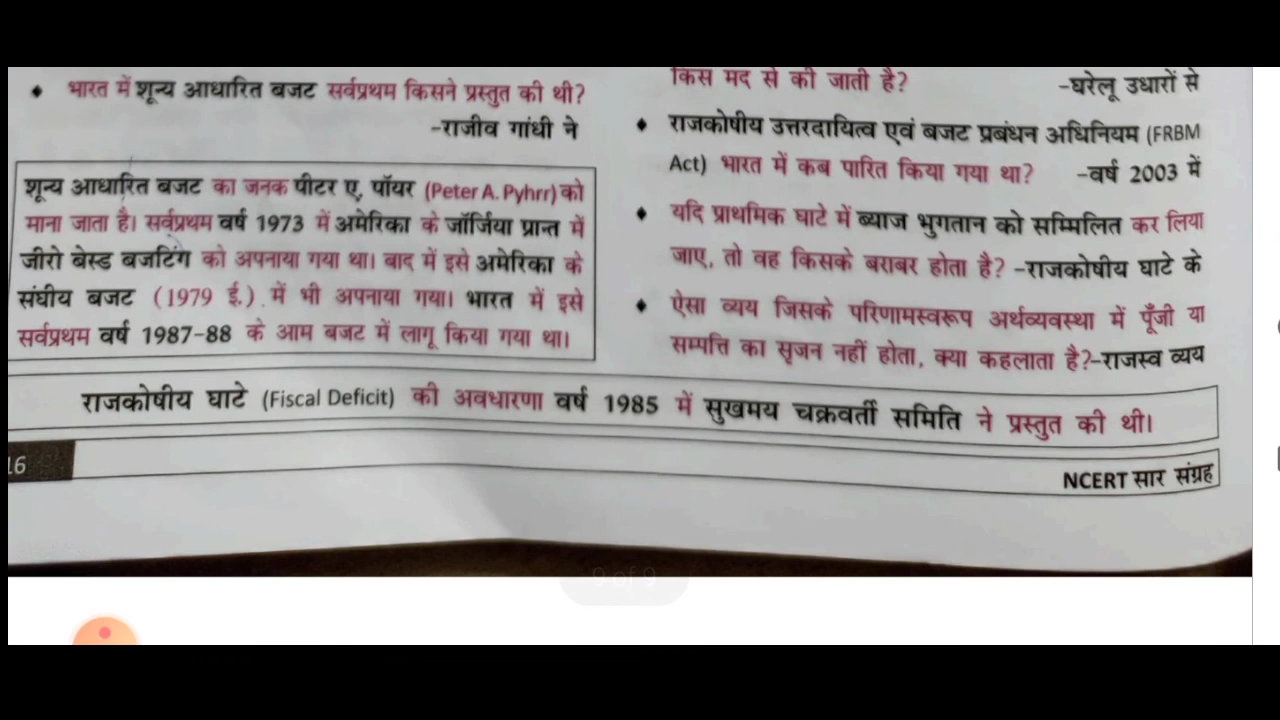 ♦ भारत में शून्य आधारित बजट सर्वप्रथम किसने प्रस्तुत की थी?
-राजीव गांधी ने
शून्य आधारित बजट का जनक पीटर ए, पॉयर (Peter A. Pyhrr) को
माना जाता है। सर्वप्रथम वर्ष 1973 में अमेरिका के जॉर्जिया प्रान्त में
जीरो बेस्ड बजटिंग को अपनाया गया था। बाद में इसे अमेरिका के
संघीय बजट (1979 ई.) में भी अपनाया गया। भारत में इसे
सर्वप्रथम वर्ष 1987-88 के आम बजट में लागू किया गया था।
किस मद से की जाती है? -घरेलू उधारों से
♦ राजकोषीय उत्तरदायित्व एवं बजट प्रबंधन अधिनियम (FRBM
Act) भारत में कब पारित किया गया था? -वर्ष 2003 में
♦ यदि प्राथमिक घाटे में ब्याज भुगतान को सम्मिलित कर लिया
जाए, तो वह किसके बराबर होता है? -राजकोषीय घाटे के
♦ ऐसा व्यय जिसके परिणामस्वरूप अर्थव्यवस्था में पूँजी या
सम्पत्ति का सृजन नहीं होता, क्या कहलाता है?-राजस्व व्यय
राजकोषीय घाटे (Fiscal Deficit) की अवधारणा वर्ष 1985 में सुखमय चक्रवर्ती समिति ने प्रस्तुत की थी।
16
NCERT सार संग्रह
9 of 9